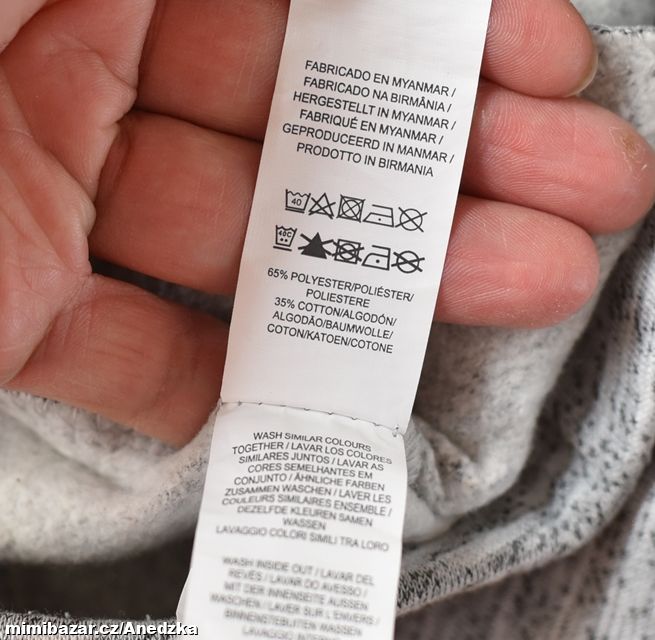 FABRICADO EN MYANMAR /
FABRICADO NA BIRMÂNIA /
HERGESTELLT IN MYANMAR /
FABRIQUÉ EN MYANMAR /
GEPRODUCEERD IN MANMAR /
PRODOTTO IN BIRMANIA
40
40C
65% POLYESTER/POLIÉSTER/
POLIESTERE
35% COTTON/ALGODÓN/
ALGODÃO/BAUMWOLLE/
COTON/KATOEN/COTONE
WASH SIMILAR COLOURS
TOGETHER / LAVAR LOS COLORES
SIMILARES JUNTOS / LAVAR AS
CORES SEMELHANTES EM
CONJUNTO / ÄHNLICHE FARBEN
ZUSAMMEN WASCHEN / LAVER LES
COULEURS SIMILAIRES ENSEMBLE /
DEZELFDE KLEUREN SAMEN
WASSEN
LAVAGGIO COLORI SIMILI TRA LORO
WASH INSIDE OUT / LAVAR DEL
REVÉS / LAVAR DO AVESSO /
MIT DER INNENSEITE AUSSEN
WASCHEN / LAVER SUR L'ENVERS /
BINNENSTEBUITEN WASSEN
mimibazar.cz/Anedzka